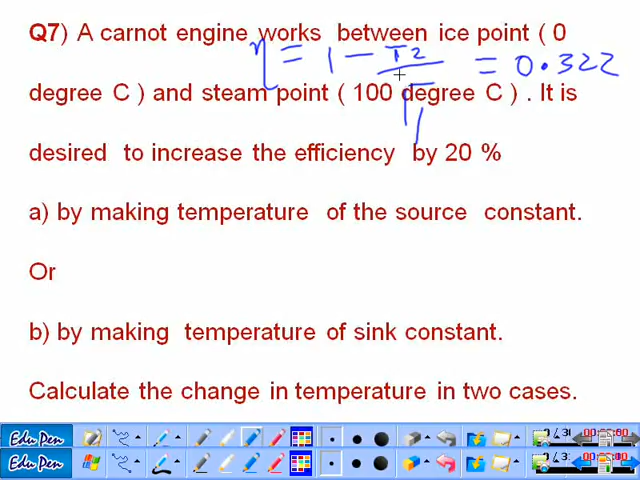 Q7) A carnot engine works between ice point ( 0
η = 1 - T2 / T1 = 0.322
degree C ) and steam point ( 100 degree C ) . It is
desired to increase the efficiency by 20 %
a) by making temperature of the source constant.
Or
b) by making temperature of sink constant.
Calculate the change in temperature in two cases.
Edu Pen
Edu Pen